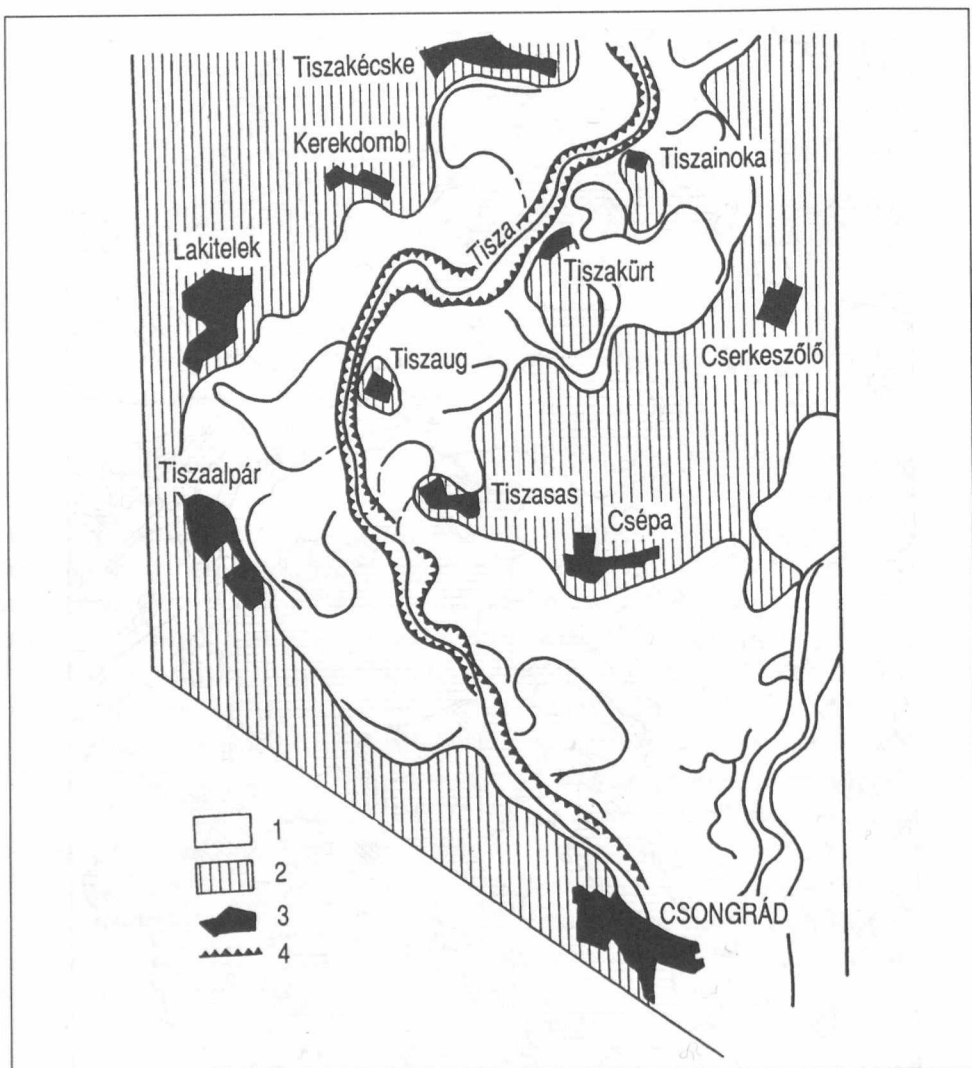 Tiszakécske
Kerekdomb
Tiszainoka
Tisza
Lakitelek
Tiszakürt
Cserkeszőlő
Tiszaug
Tiszaalpár
Tiszasas
Csépa
1
2
3
4
CSONGRÁD